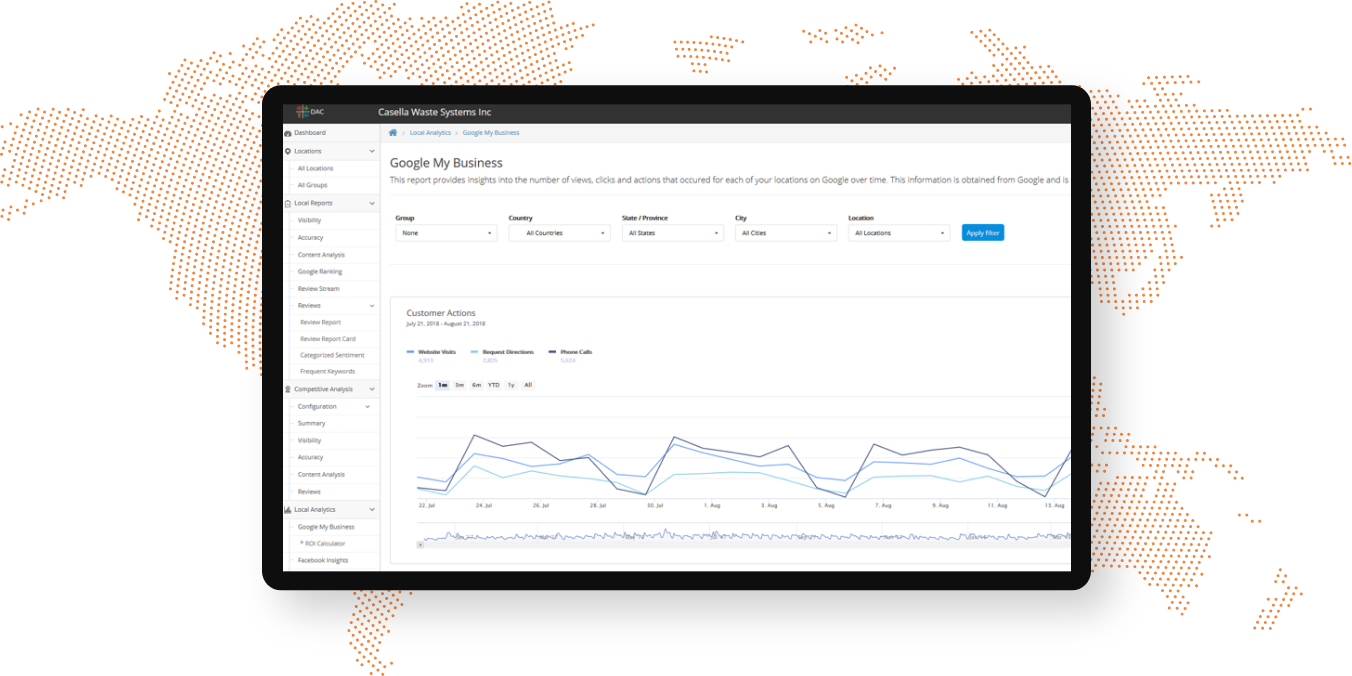 DAC
Casella Waste Systems Inc
Dashboard
Locations
All Locations
All Groups
Local Reports
Visibility
Accuracy
Content Analysis
Google Ranking
Review Stream
Reviews
Review Report
Review Report Card
Categorized Sentiment
Frequent Keywords
Competitive Analysis
Configuration
Summary
Visibility
Accuracy
Content Analysis
Reviews
Local Analytics
Google My Business
ROI Calculator
Facebook Insights
Local Analytics > Google My Business
Google My Business
This report provides insights into the number of views, clicks and actions that occured for each of your locations on Google over time. This information is obtained from Google and is
Group Country State / Province City Location
None All Countries All States All Cities All Locations Apply filter
Customer Actions
July 21, 2018 - August 21, 2018
Website Visits Request Directions Phone Calls
Zoom 1m 3m 6m YTD 1y All
22. Jul 24. Jul 26. Jul 28. Jul 30. Jul 1. Aug 3. Aug 5. Aug 7. Aug 9. Aug 11. Aug 13. Aug